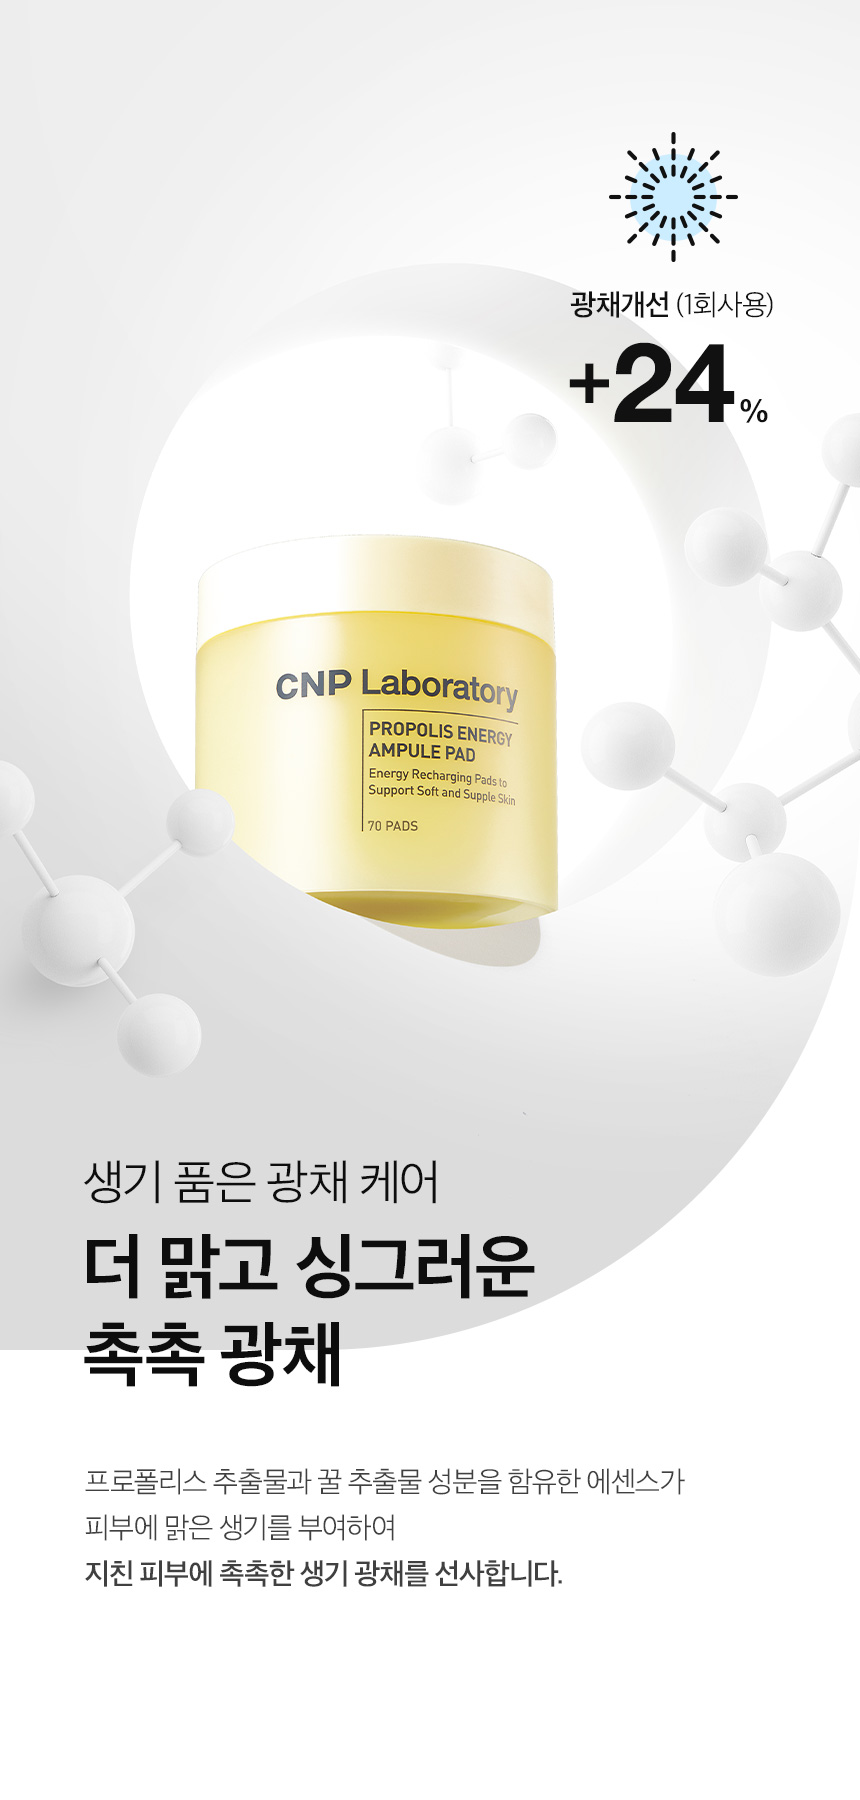 광채개선 (1회사용)
+24%
CNP Laboratory
PROPOLIS ENERGY
AMPULE PAD
Energy Recharging Pads to
Support Soft and Supple Skin
70 PADS
생기 품은 광채 케어
더 맑고 싱그러운
촉촉 광채
프로폴리스 추출물과 꿀 추출물 성분을 함유한 에센스가
피부에 맑은 생기를 부여하여
지친 피부에 촉촉한 생기 광채를 선사합니다.